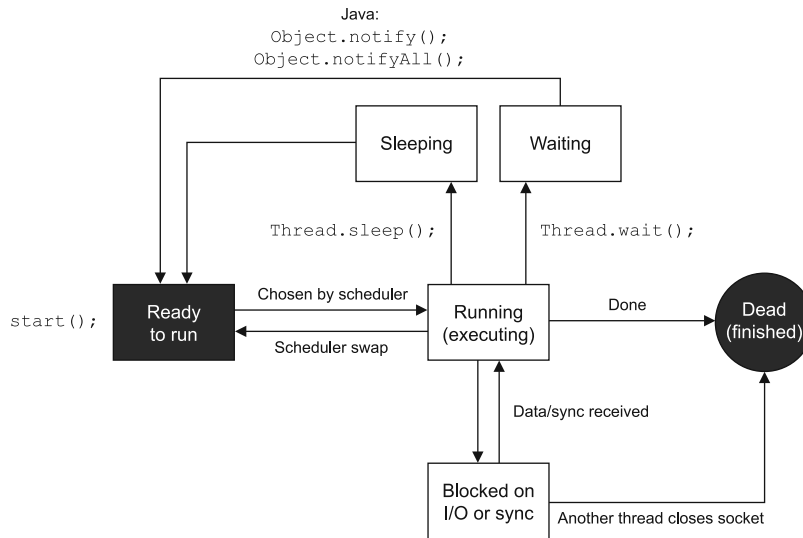 Java:
Object.notify();
Object.notifyAll();
Sleeping
Waiting
Thread.sleep();
Thread.wait();
start();
Ready
to run
Chosen by scheduler
Scheduler swap
Running
(executing)
Done
Dead
(finished)
Data/sync received
Blocked on
I/O or sync
Another thread closes socket